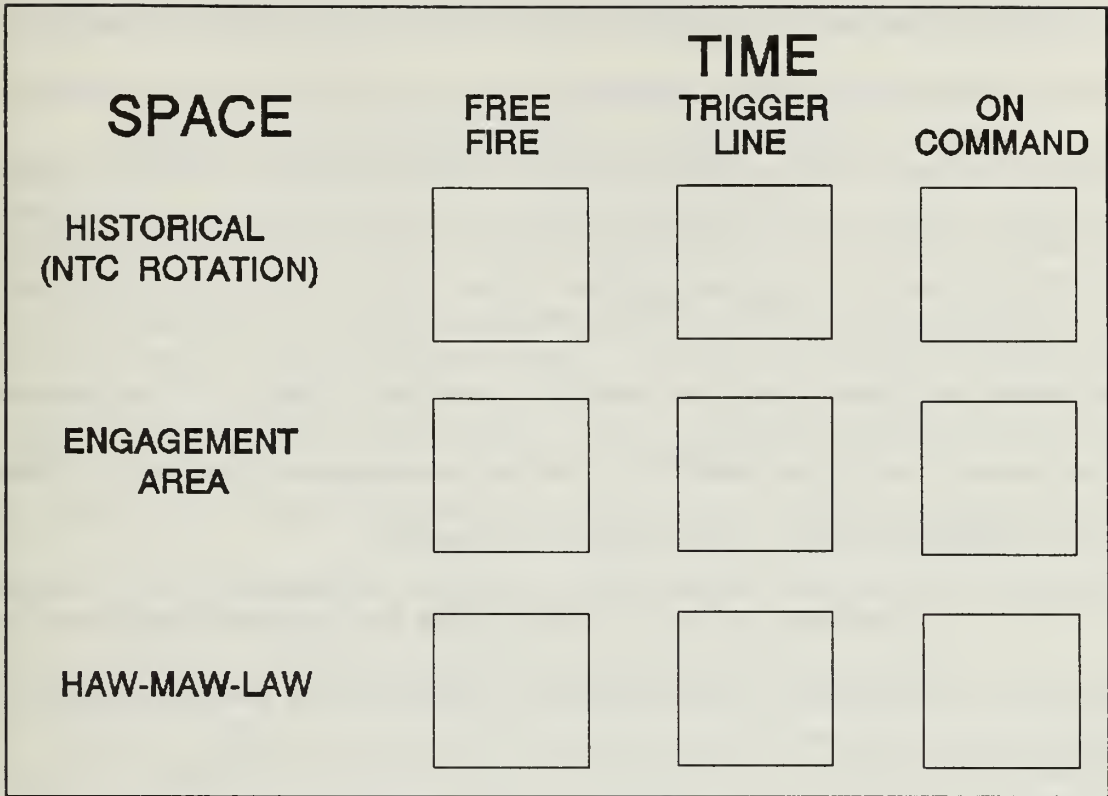 TIME
SPACE
FREE
FIRE
TRIGGER
LINE
ON
COMMAND
HISTORICAL
(NTC ROTATION)
ENGAGEMENT
AREA
HAW-MAW-LAW